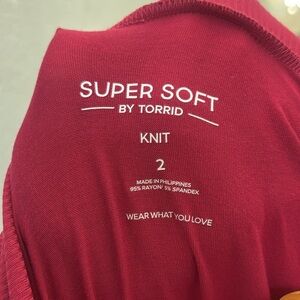 SUPER SOFT
BY TORRID
KNIT
2
MADE IN PHILIPPINES
95% RAYON/ 5% SPANDEX
WEAR WHAT YOU LOVE